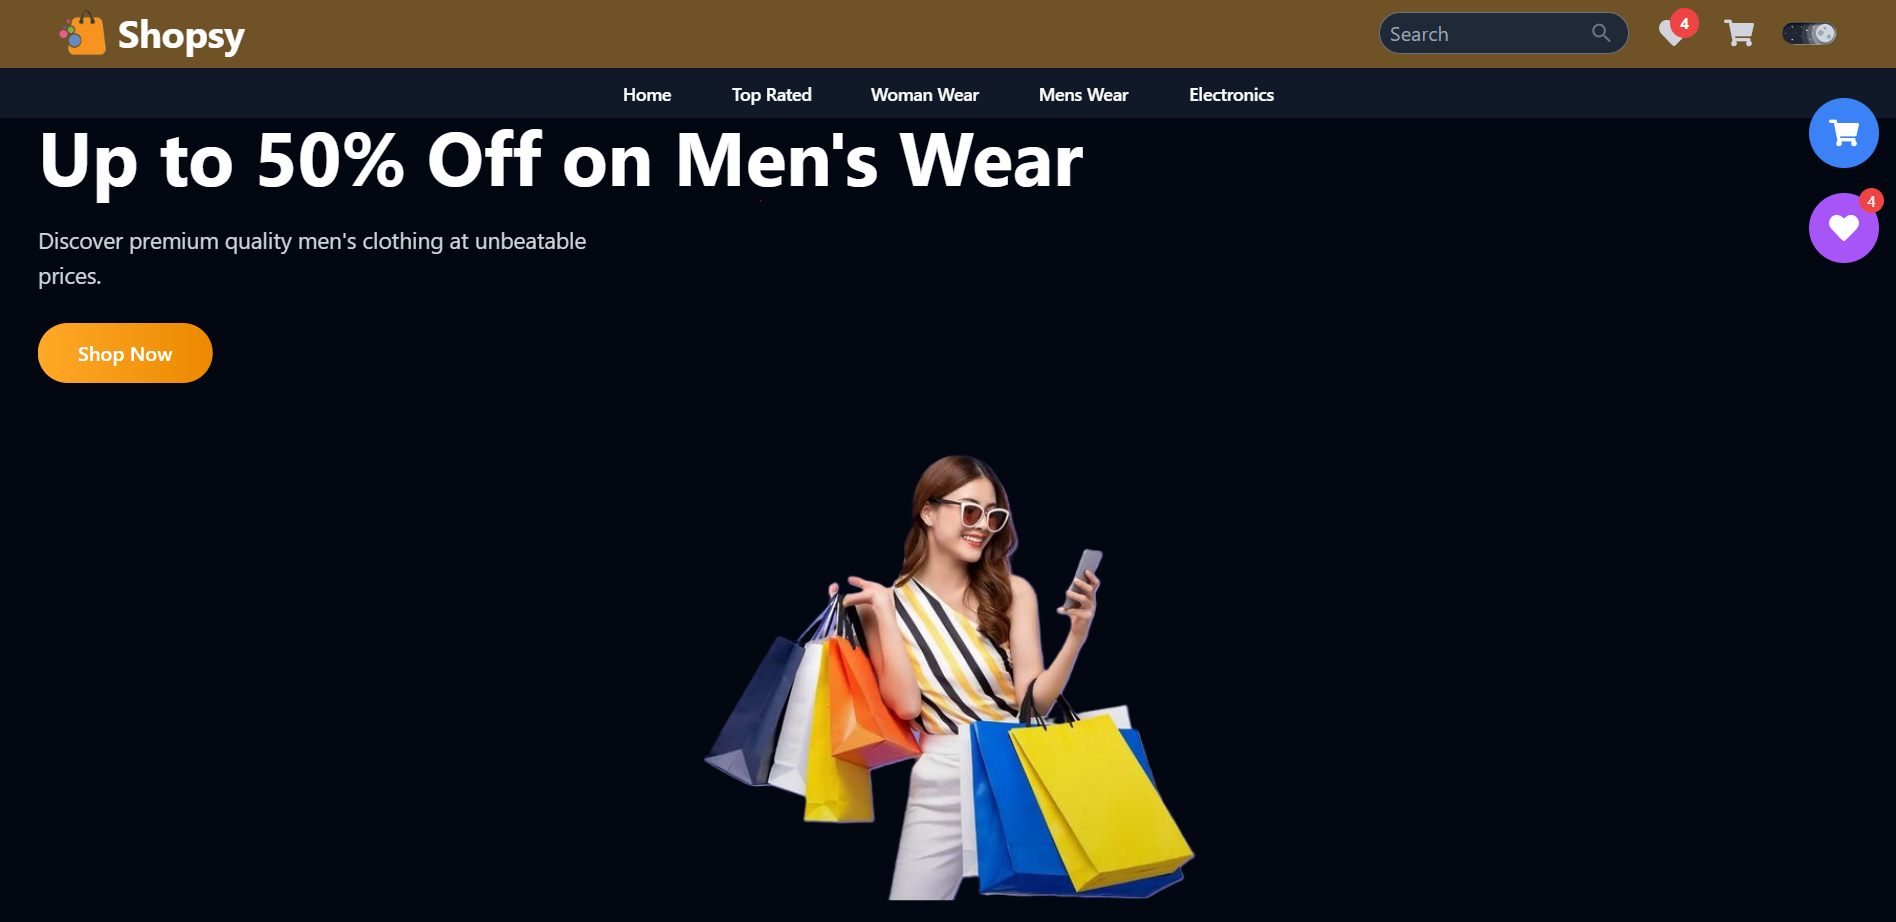 Shopsy
Search
4
Home
Top Rated
Woman Wear
Mens Wear
Electronics
Up to 50% Off on Men's Wear
4
Discover premium quality men's clothing at unbeatable
prices.
Shop Now